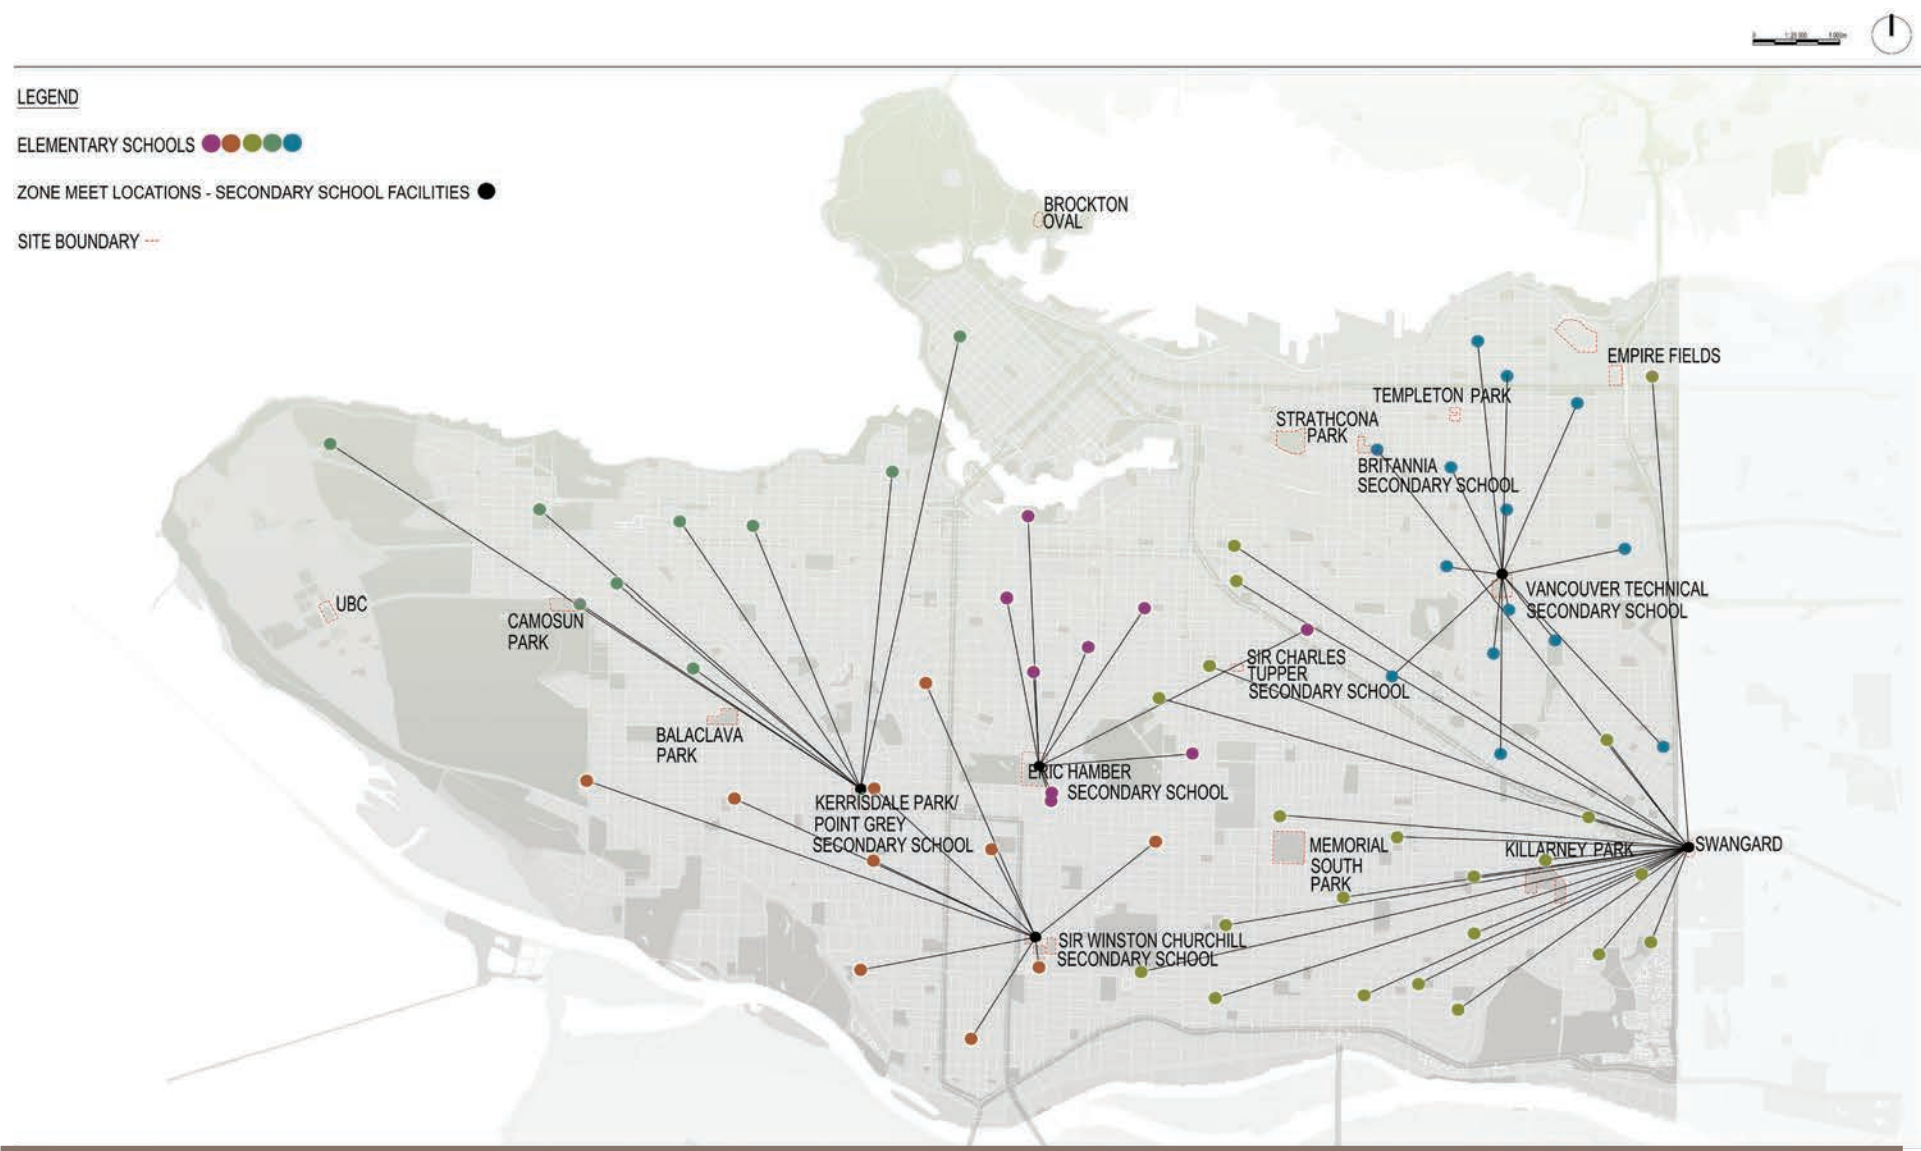 LEGEND
ELEMENTARY SCHOOLS
ZONE MEET LOCATIONS - SECONDARY SCHOOL FACILITIES
SITE BOUNDARY
BROCKTON
OVAL
EMPIRE FIELDS
TEMPLETON PARK
STRATHCONA
PARK
BRITANNIA
SECONDARY SCHOOL
VANCOUVER TECHNICAL
SECONDARY SCHOOL
UBC
CAMOSUN
PARK
SIR CHARLES
TUPPER
SECONDARY SCHOOL
BALACLAVA
PARK
ERIC HAMBER
SECONDARY SCHOOL
KERRISDALE PARK/
POINT GREY
SECONDARY SCHOOL
MEMORIAL
SOUTH
PARK
KILLARNEY PARK
SWANGARD
SIR WINSTON CHURCHILL
SECONDARY SCHOOL